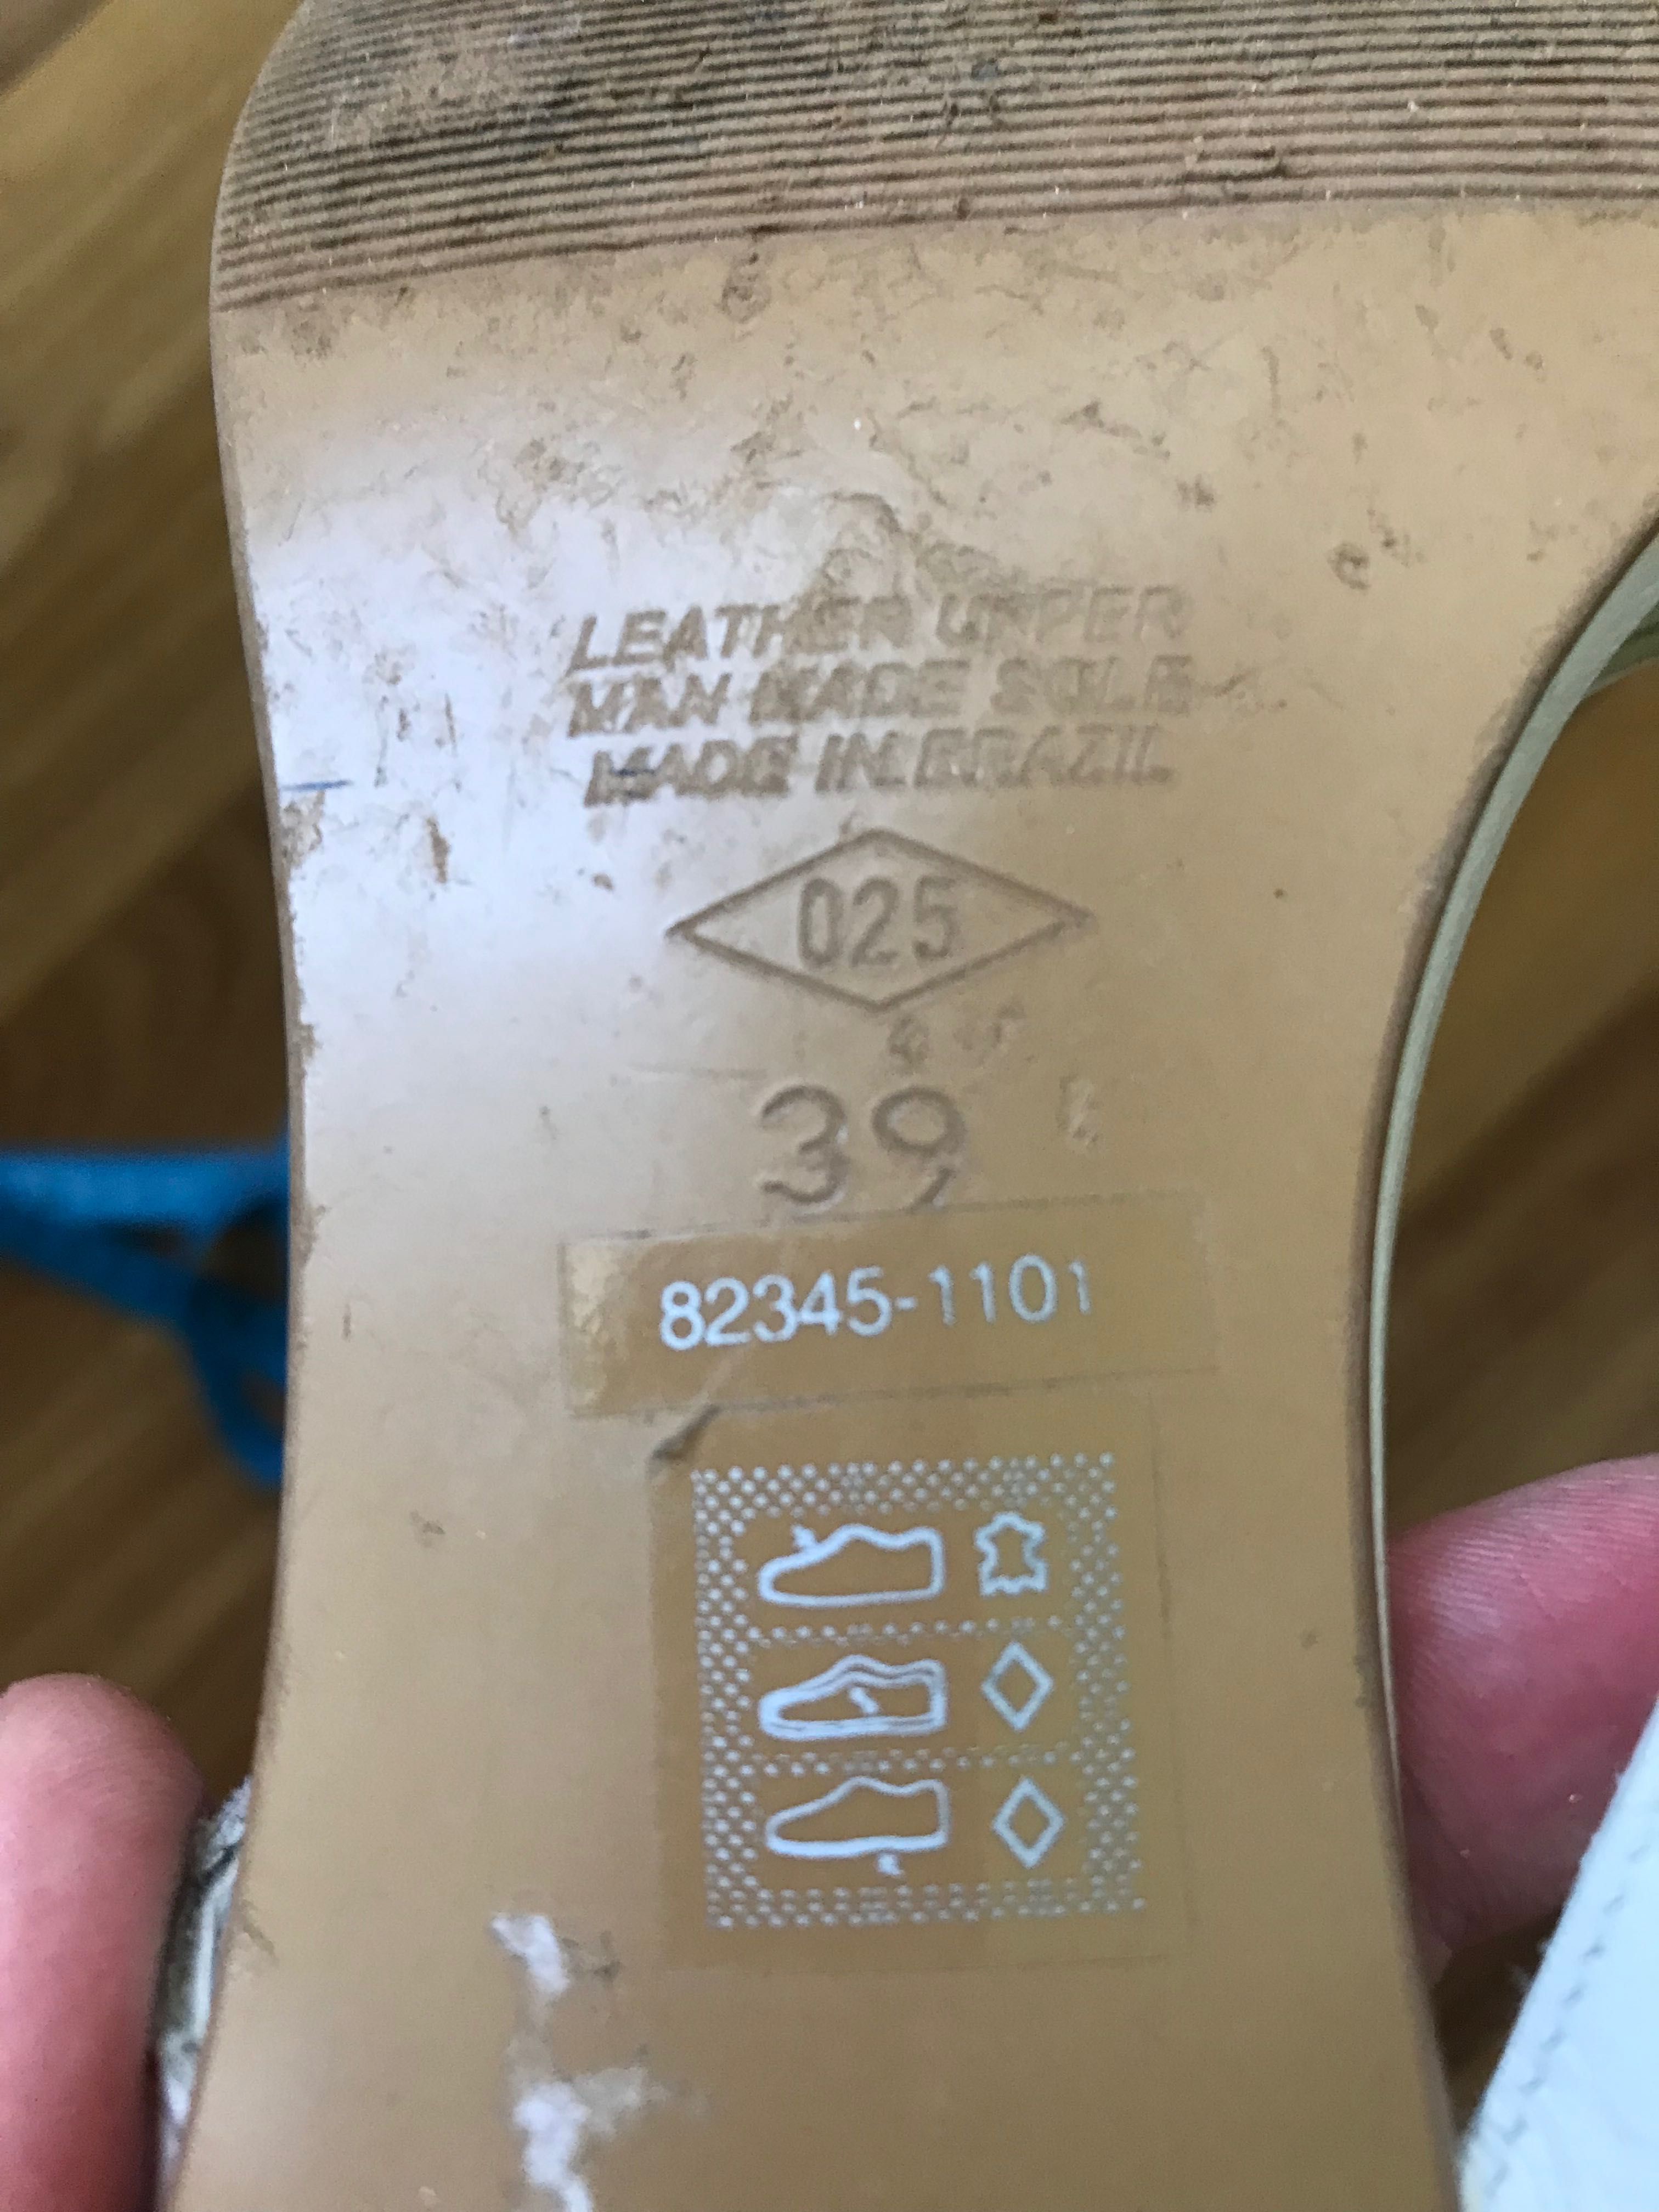 LEATHER UPPER
MAN MADE SOLE
MADE IN BRAZIL
025
39
82345-1101